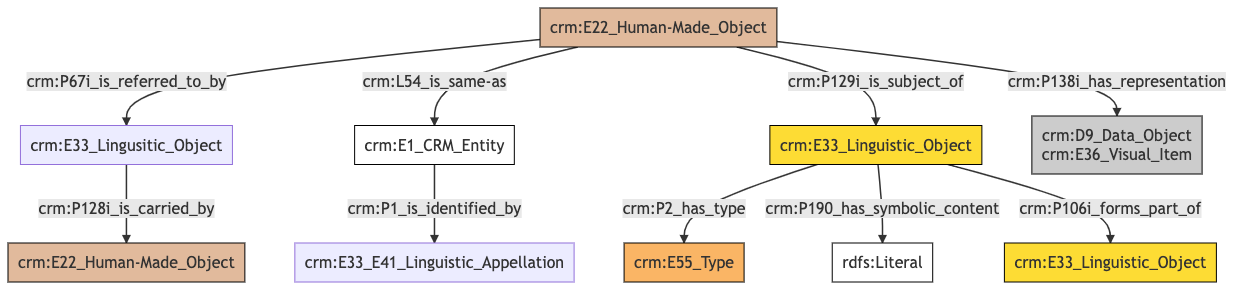 crm:E22_Human-Made_Object
crm:P67i_is_referred_to_by
crm:L54_is_same-as
crm:P129i_is_subject_of
crm:P138i_has_representation
crm:E33_Lingusitic_Object
crm:E1_CRM_Entity
crm:E33_Linguistic_Object
crm:D9_Data_Object
crm:E36_Visual_Item
crm:P128i_is_carried_by
crm:P1_is_identified_by
crm:P2_has_type
crm:P190_has_symbolic_content
crm:P106i_forms_part_of
crm:E22_Human-Made_Object
crm:E33_E41_Linguistic_Appellation
crm:E55_Type
rdfs:Literal
crm:E33_Linguistic_Object